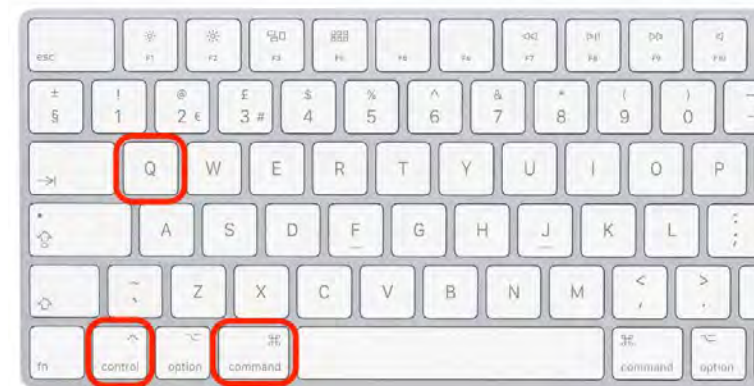 esc F1 F2 F3 F5 F6 F7 F8 F9 F10
± ! @ £ $ % ^ & * ( )
§ 1 2 € 3 # 4 5 6 7 8 9 0
Q W E R T Y U I O P
A S D F G H J K L ;
~ < >
` Z X C V B N M , .
⌃ ⌥ ⌘ ⌘ ⌥
fn control option command command option